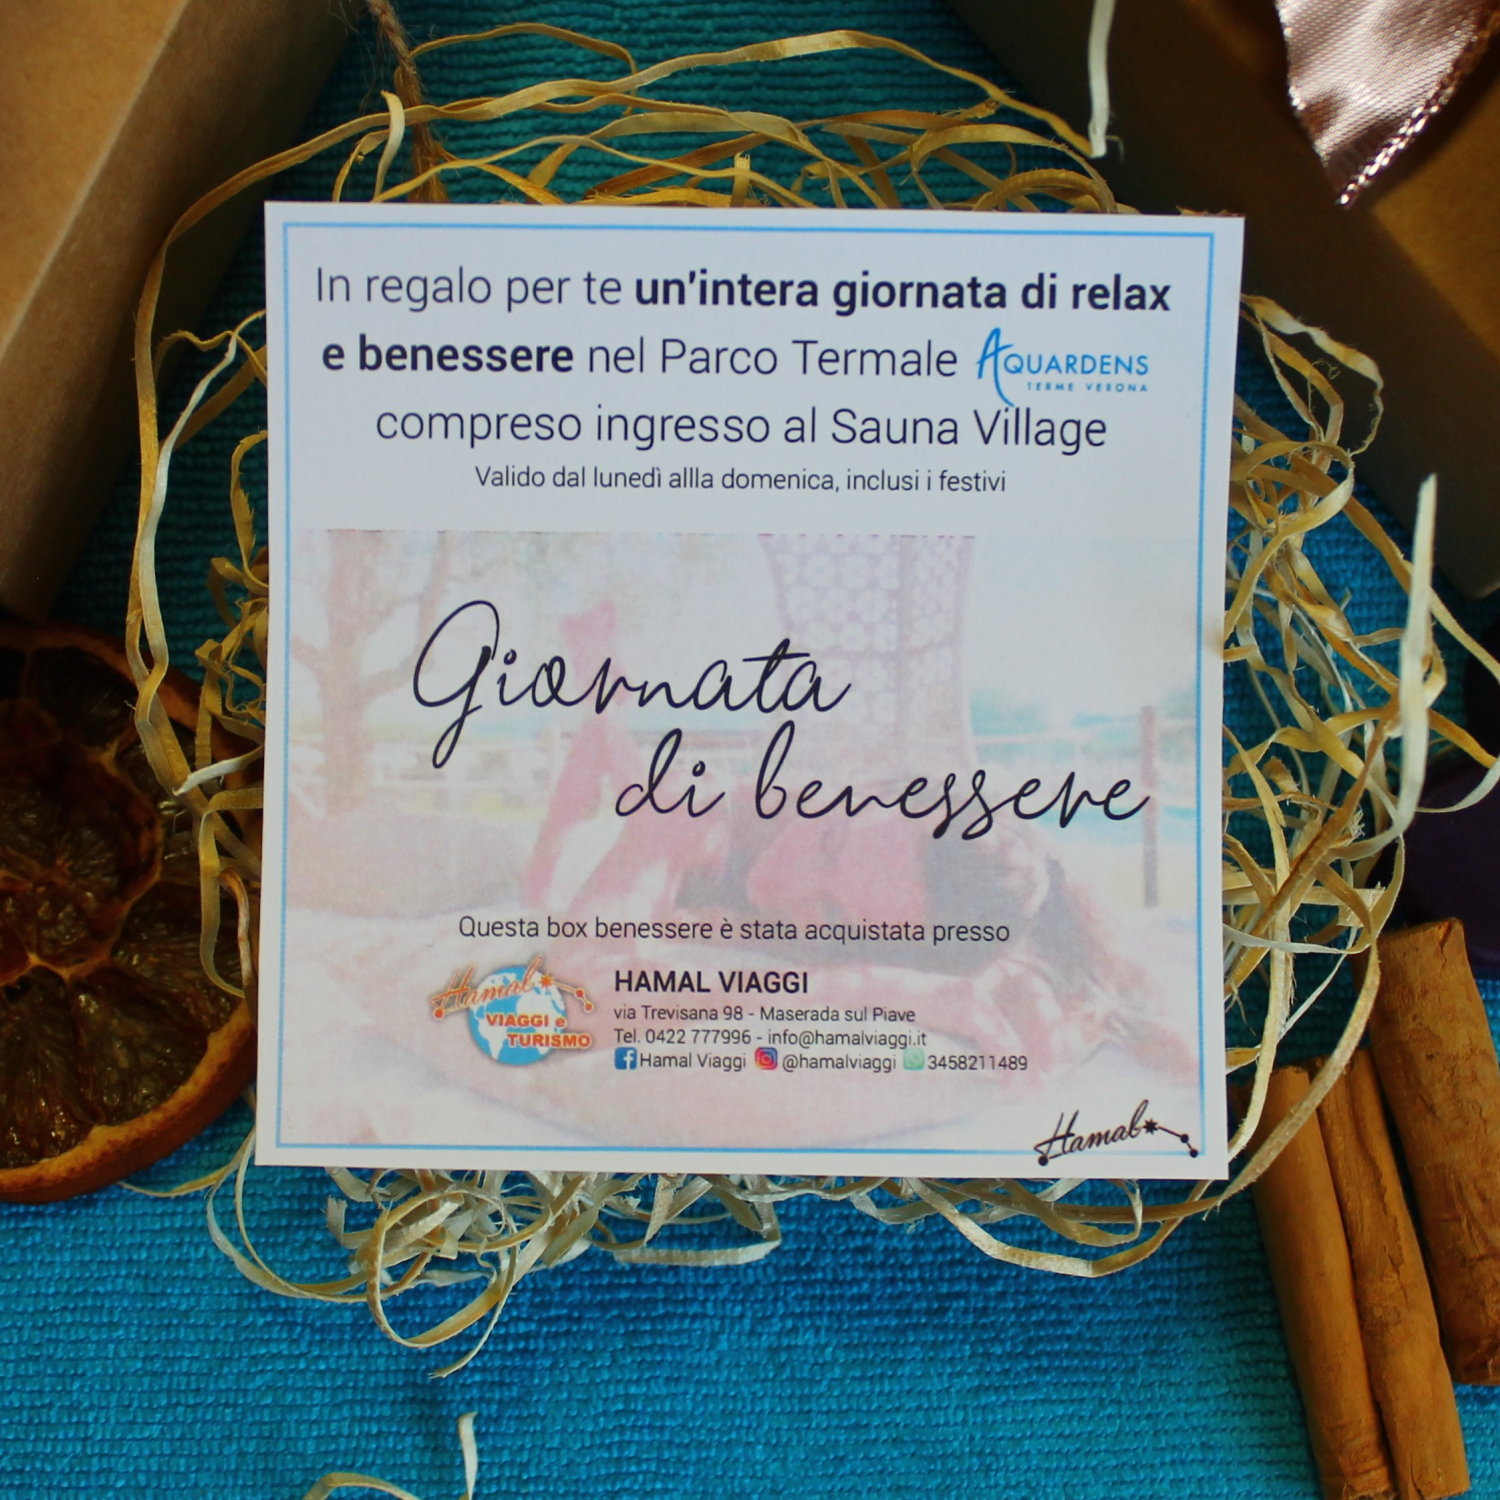 In regalo per te un'intera giornata di relax
e benessere nel Parco Termale AQUARDENS
TERME VERONA
compreso ingresso al Sauna Village
Valido dal lunedì allla domenica, inclusi i festivi
Giornata
di benessere
Questa box benessere è stata acquistata presso
Hamal
VIAGGI e
TURISMO
HAMAL VIAGGI
via Trevisana 98 - Maserada sul Piave
Tel. 0422 777996 - info@hamalviaggi.it
Hamal Viaggi @hamalviaggi 3458211489
Hamal